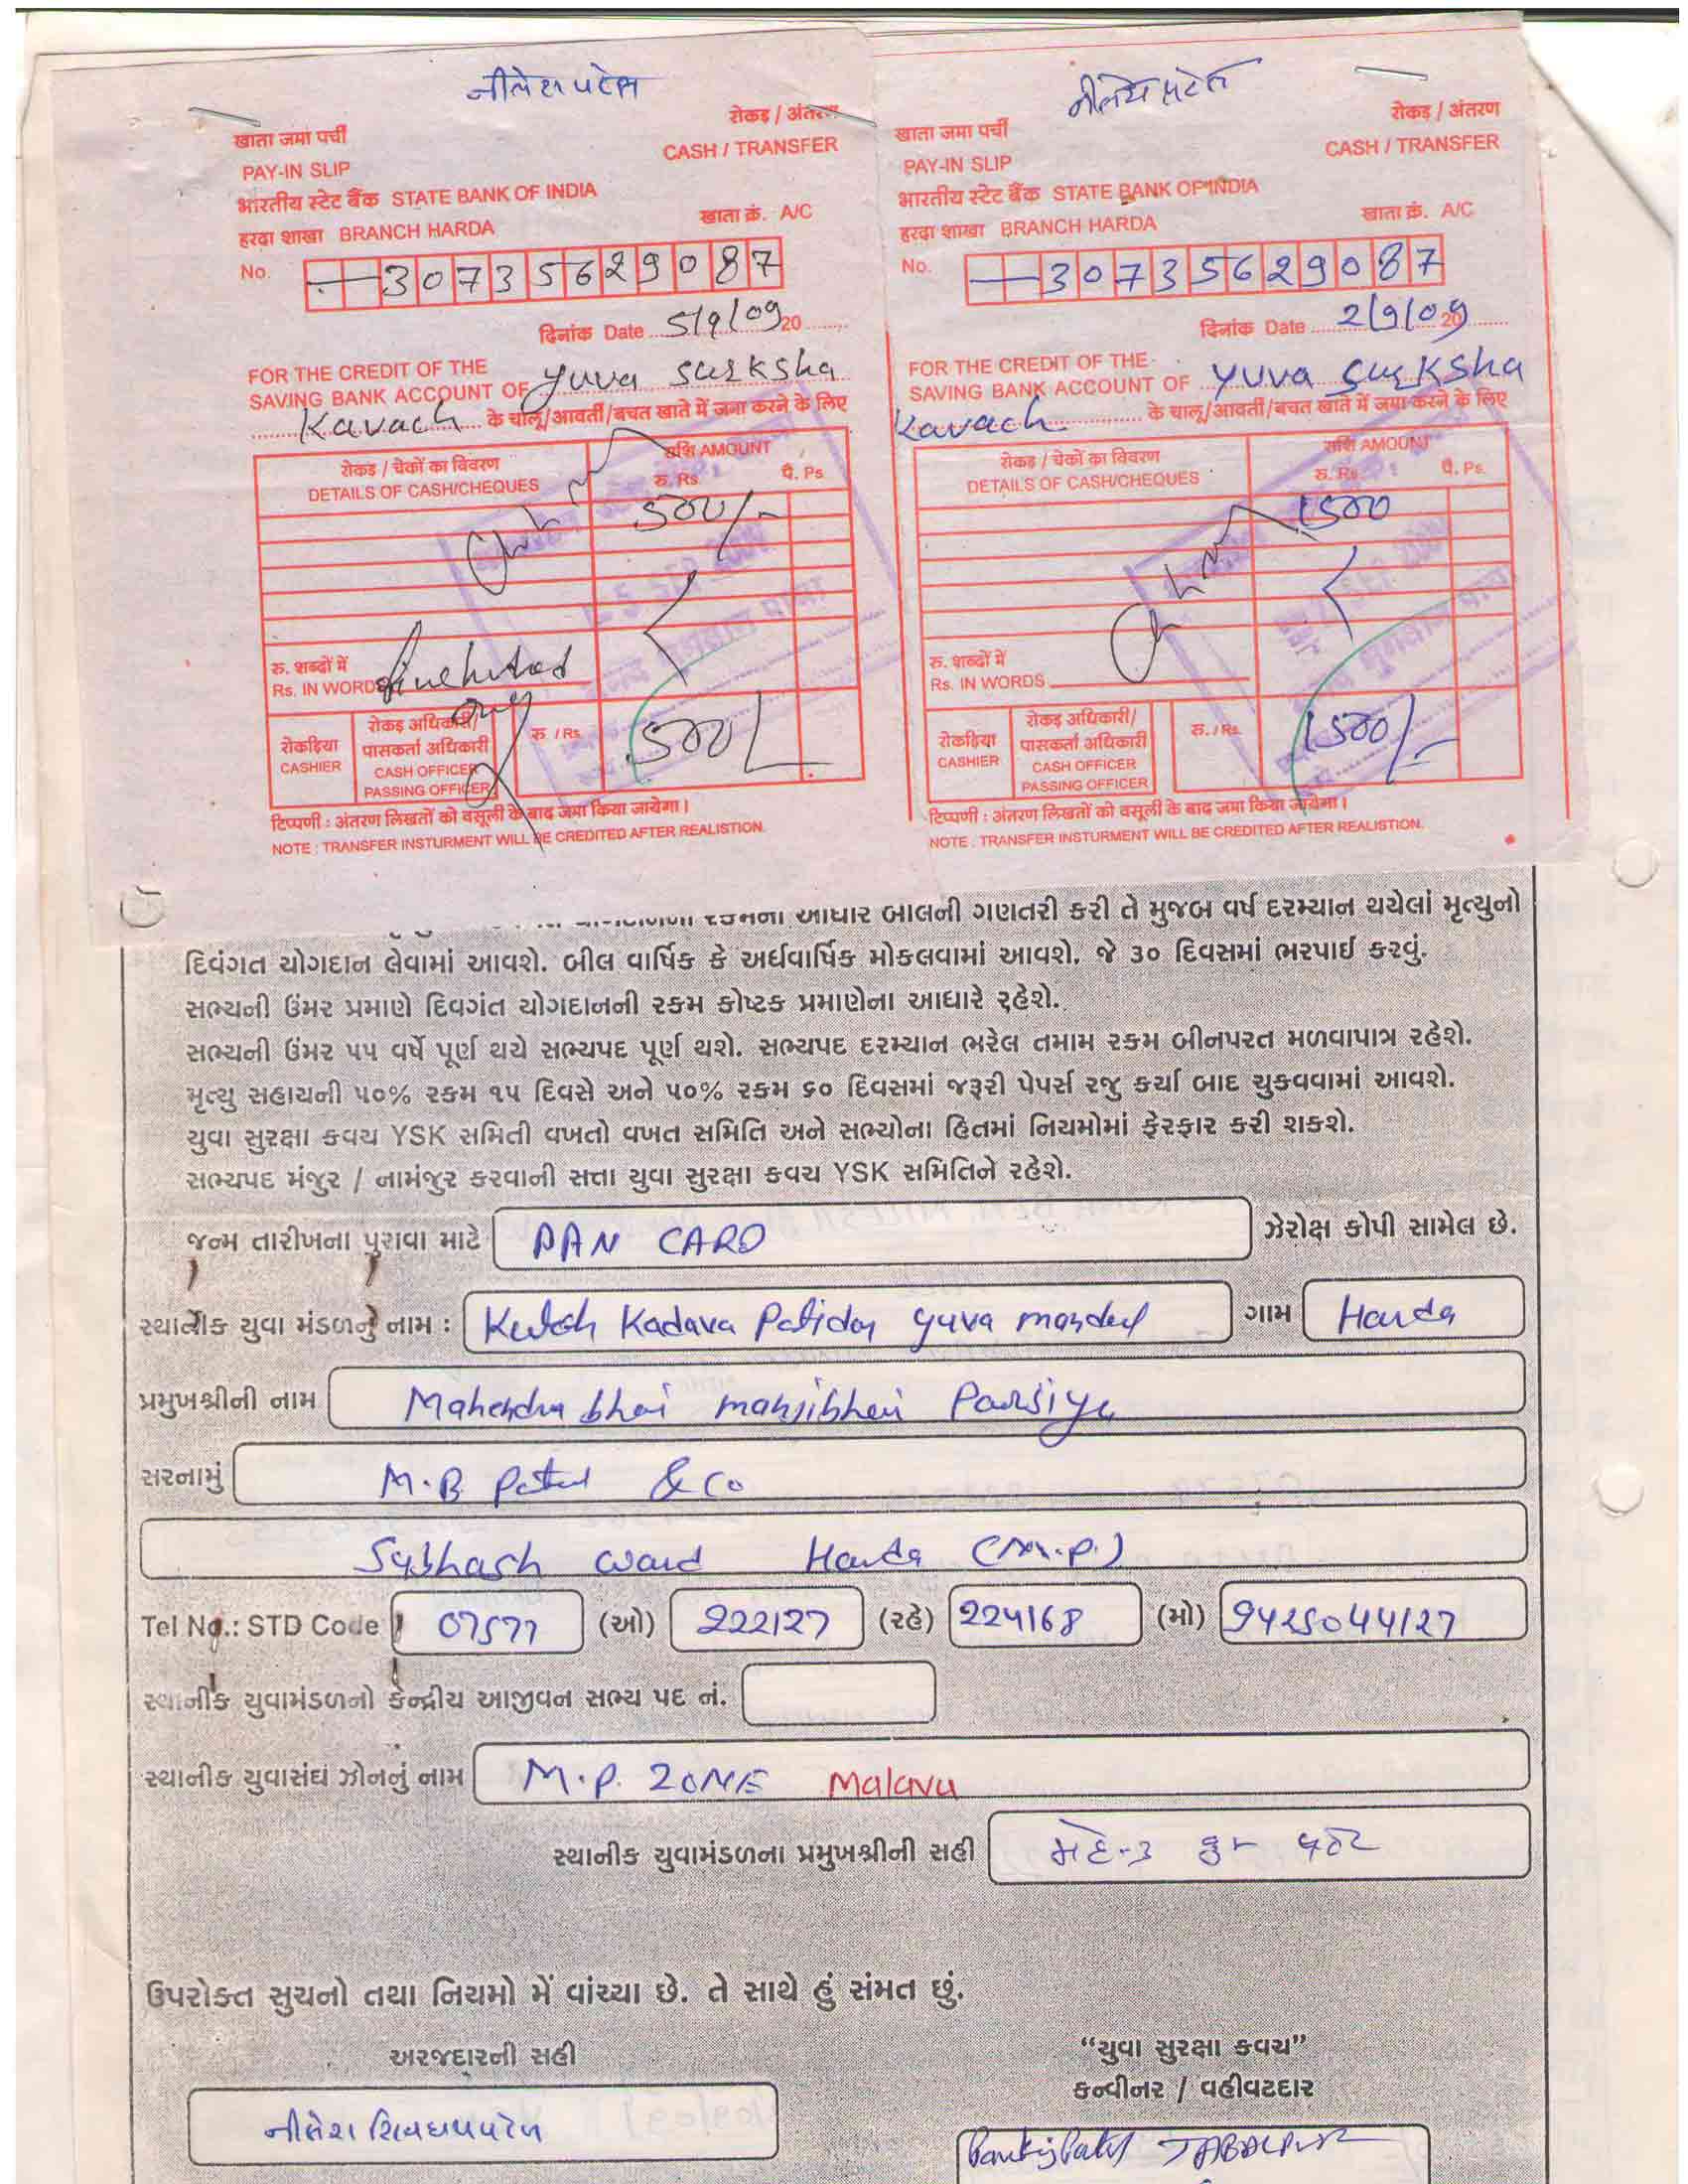 નીલેશ પટેલ
रोकड़ / अंतरण
खाता जमा पर्ची
CASH / TRANSFER
PAY-IN SLIP
भारतीय स्टेट बैंक STATE BANK OF INDIA
हरदा शाखा BRANCH HARDA खाता क्रं. A/C
No. 30735629087
दिनांक Date 5/9/09 20
FOR THE CREDIT OF THE
SAVING BANK ACCOUNT OF yuva surksha
Kavach के चालू/आवर्ती/बचत खाते में जमा करने के लिए
रोकड / चेकों का विवरण राशि AMOUNT
DETAILS OF CASH/CHEQUES रु. Rs. पै. Ps.
500/-
रु. शब्दों में
Rs. IN WORDS
रोकड़िया
CASHIER
रोकड़ अधिकारी/
पासकर्ता अधिकारी
CASH OFFICER
PASSING OFFICER
रु. / Rs. 500/
टिप्पणी : अंतरण लिखतों को वसूली के बाद जमा किया जायेगा।
NOTE : TRANSFER INSTURMENT WILL BE CREDITED AFTER REALISTION.
રોકड़ / अंतरण
खाता जमा पर्ची
CASH / TRANSFER
PAY-IN SLIP
भारतीय स्टेट बैंक STATE BANK OF INDIA
हरदा शाखा BRANCH HARDA खाता क्रं. A/C
No. 30735629087
दिनांक Date 2/9/09 20
FOR THE CREDIT OF THE
SAVING BANK ACCOUNT OF yuva surksha
Kavach के चालू/आवर्ती/बचत खाते में जमा करने के लिए
रोकड / चेकों का विवरण राशि AMOUNT
DETAILS OF CASH/CHEQUES रु. Rs. पै. Ps.
1500
रु. शब्दों में
Rs. IN WORDS
रोकड़िया
CASHIER
रोकड़ अधिकारी/
पासकर्ता अधिकारी
CASH OFFICER
PASSING OFFICER
रु. / Rs. 1500/-
टिप्पणी : अंतरण लिखतों को वसूली के बाद जमा किया जायेगा।
NOTE : TRANSFER INSTURMENT WILL BE CREDITED AFTER REALISTION.
આધાર બાલની ગણતરી કરી તે મુજબ વર્ષ દરમ્યાન થયેલાં મૃત્યુનો
દિવંગત યોગદાન લેવામાં આવશે. બીલ વાર્ષિક કે અર્ધવાર્ષિક મોકલવામાં આવશે. જે ૩૦ દિવસમાં ભરપાઈ કરવું.
સભ્યની ઉંમર પ્રમાણે દિવગંત યોગદાનની રકમ કોષ્ટક પ્રમાણેના આધારે રહેશે.
સભ્યની ઉંમર ૫૫ વર્ષે પૂર્ણ થયે સભ્યપદ પૂર્ણ થશે. સભ્યપદ દરમ્યાન ભરેલ તમામ રકમ બીનપરત મળવાપાત્ર રહેશે.
મૃત્યુ સહાયની ૫૦% રકમ ૧૫ દિવસે અને ૫૦% રકમ ૬૦ દિવસમાં જરૂરી પેપર્સ રજુ કર્યા બાદ ચુકવવામાં આવશે.
યુવા સુરક્ષા કવચ YSK સમિતી વખતો વખત સમિતિ અને સભ્યોના હિતમાં નિયમોમાં ફેરફાર કરી શકશે.
સભ્યપદ મંજુર / નામંજુર કરવાની સત્તા યુવા સુરક્ષા કવચ YSK સમિતિને રહેશે.
જન્મ તારીખના પુરાવા માટે PAN CARD ઝેરોક્ષ કોપી સામેલ છે.
સ્થાનીક યુવા મંડળનું નામ : Kutch Kadava Patidar yuva mandal ગામ Harda
પ્રમુખશ્રીની નામ Mahendra bhai manjibhai Parsiya
સરનામું M.B. Patel & Co
Subhash ward Harda (M.P.)
Tel No.: STD Code 07577 (ઓ) 222127 (રહે) 224168 (મો) 9425044127
સ્થાનીક યુવામંડળનો કેન્દ્રીય આજીવન સભ્ય પદ નં.
સ્થાનીક યુવાસંઘ ઝોનનું નામ M.P. ZONE Malava
સ્થાનીક યુવામંડળના પ્રમુખશ્રીની સહી
ઉપરોક્ત સુચનો તથા નિયમો મેં વાંચ્યા છે. તે સાથે હું સંમત છું.
અરજદારની સહી
“યુવા સુરક્ષા કવચ”
કન્વીનર / વહીવટદાર
Pankaj Patel JABALPUR